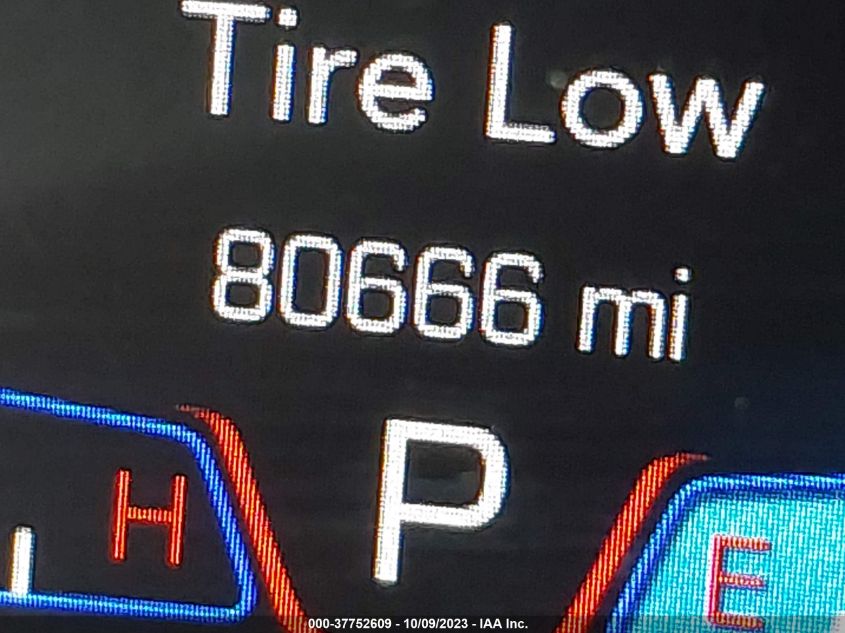 Tire Low
80666 mi
P
H
E
000-37752609 - 10/09/2023 - IAA Inc.